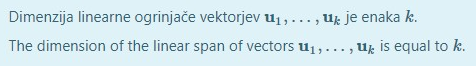 Dimenzija linearne ogrinjače vektorjev u₁, . . . , uₖ je enaka k.
The dimension of the linear span of vectors u₁, . . . , uₖ is equal to k.